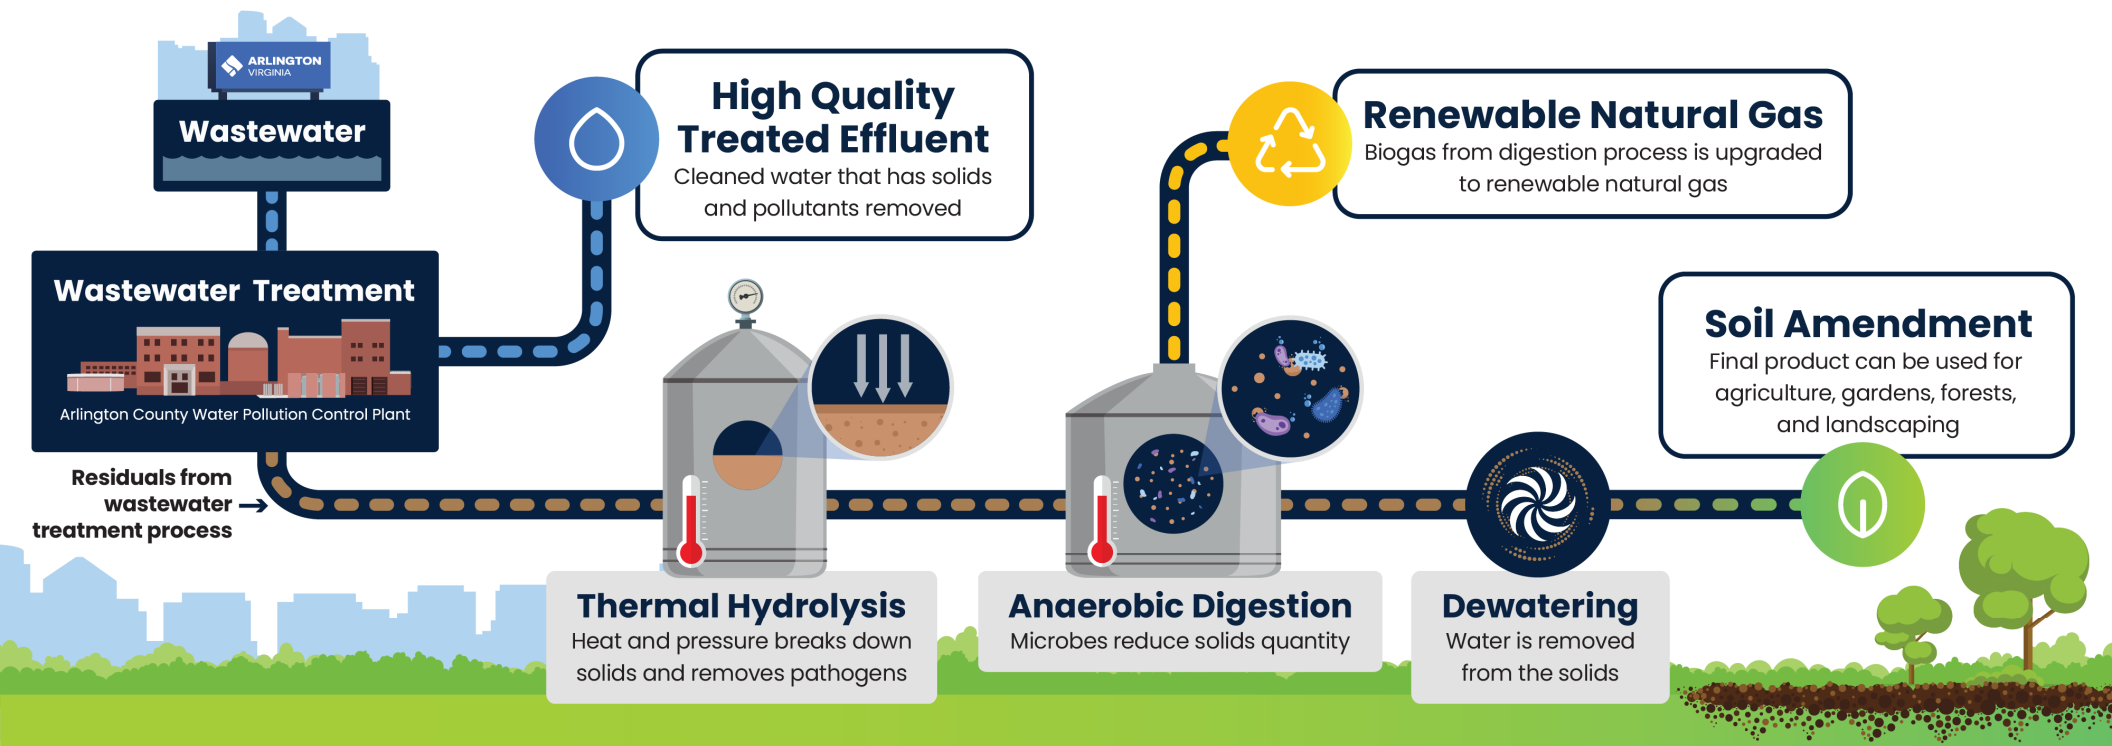 ARLINGTON
VIRGINIA
Wastewater
Wastewater Treatment
Arlington County Water Pollution Control Plant
Residuals from
wastewater
treatment process
High Quality
Treated Effluent
Cleaned water that has solids
and pollutants removed
Thermal Hydrolysis
Heat and pressure breaks down
solids and removes pathogens
Anaerobic Digestion
Microbes reduce solids quantity
Renewable Natural Gas
Biogas from digestion process is upgraded
to renewable natural gas
Dewatering
Water is removed
from the solids
Soil Amendment
Final product can be used for
agriculture, gardens, forests,
and landscaping